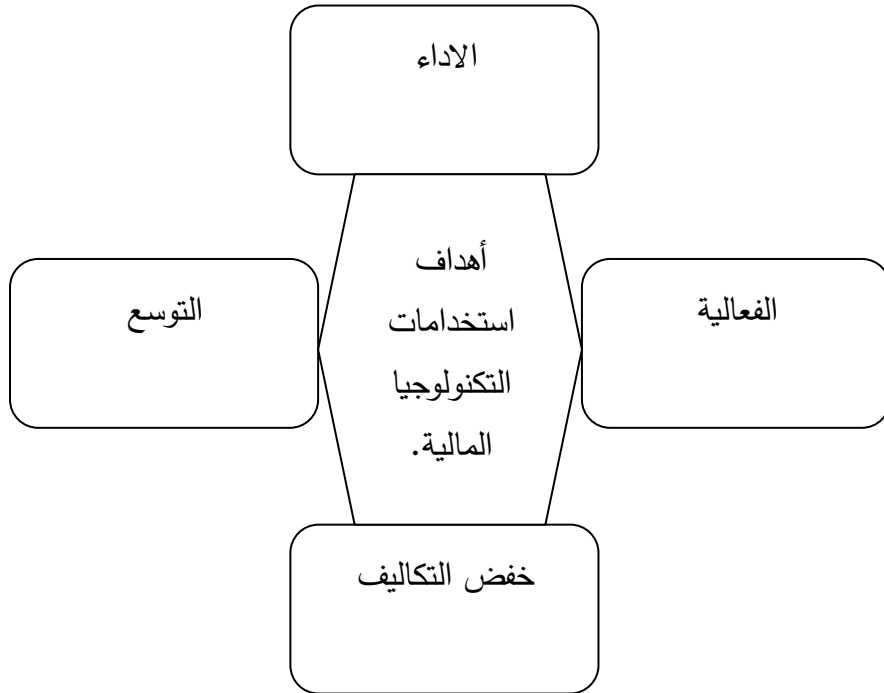 الاداء
أهداف
استخدامات
التكنولوجيا
المالية.
الفعالية
التوسع
خفض التكاليف